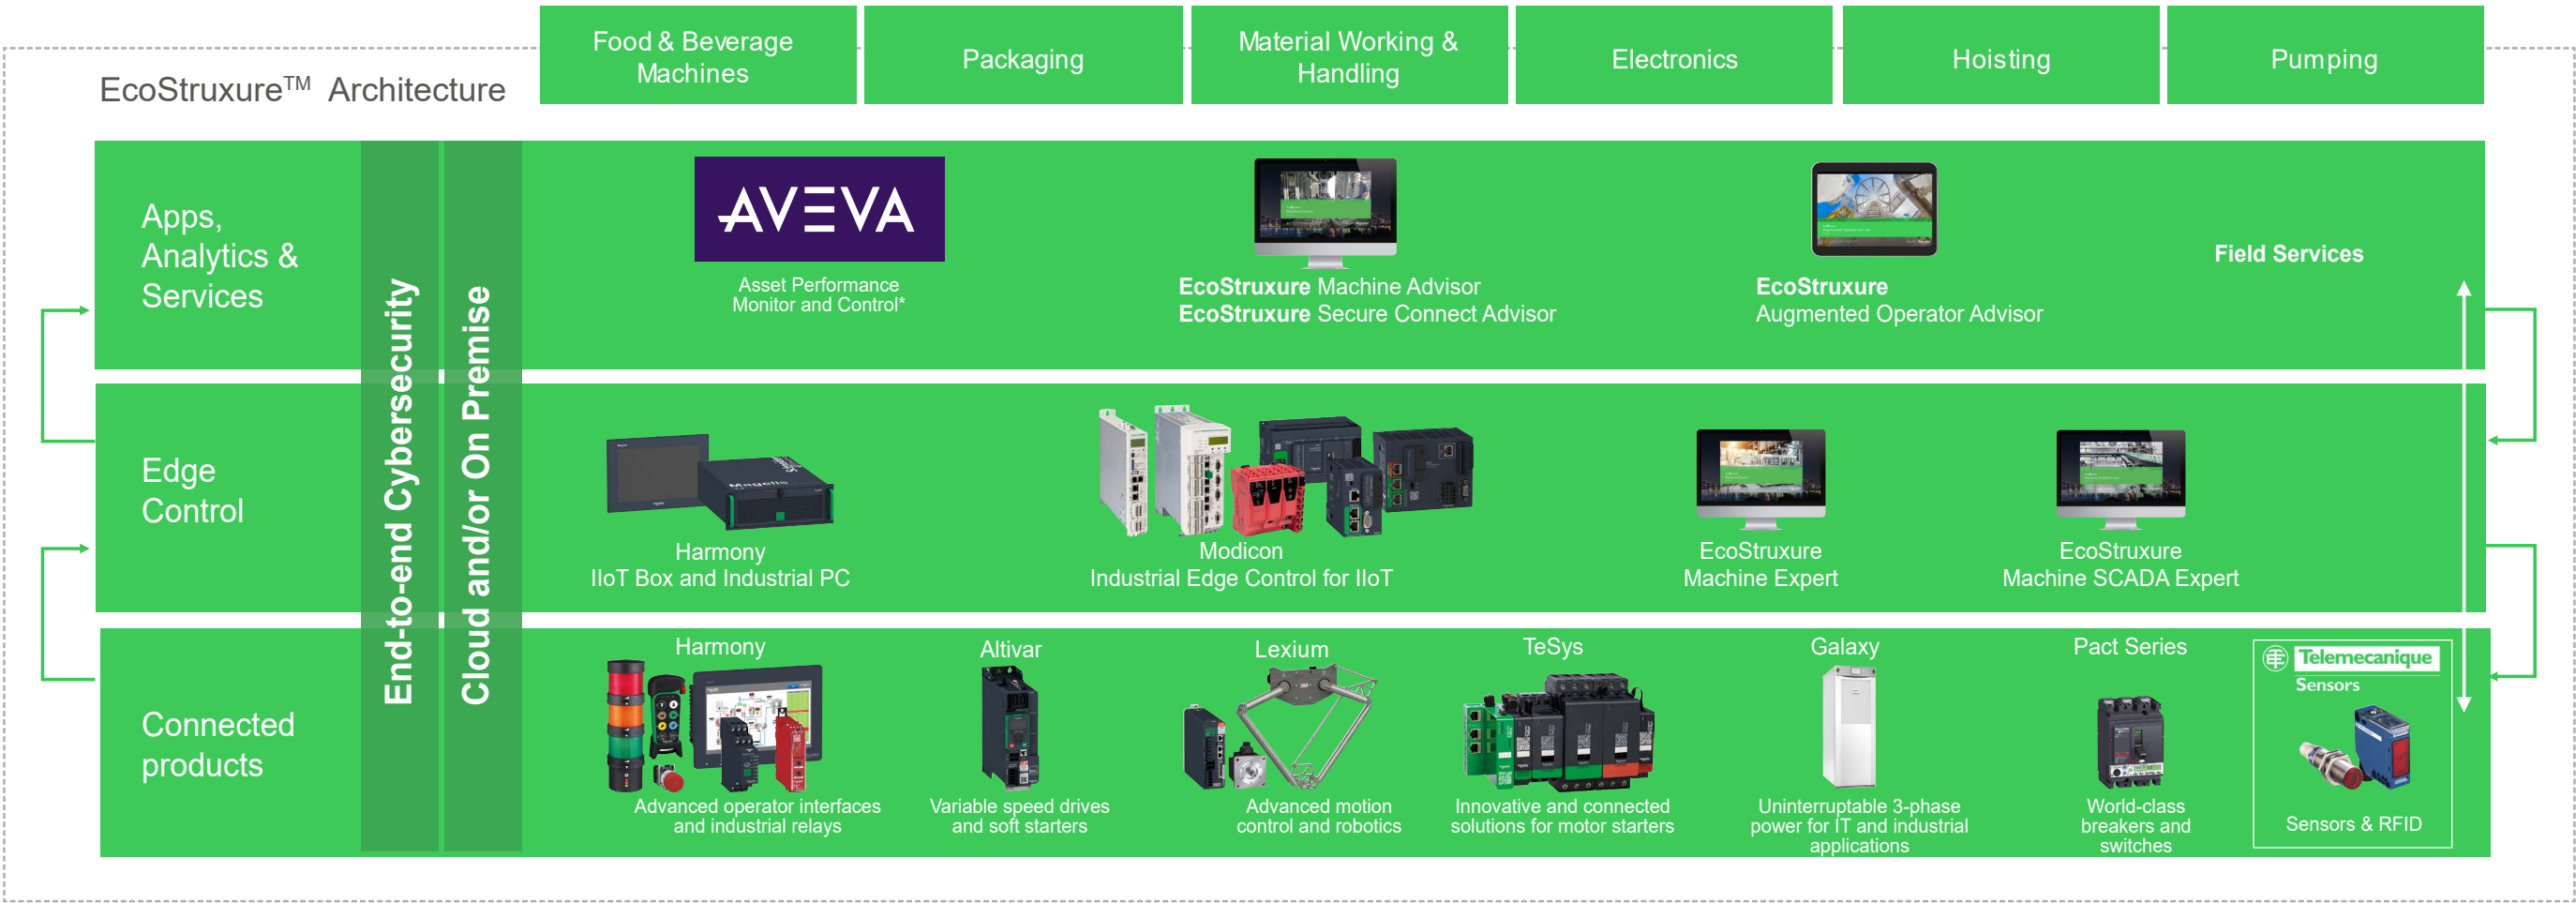 Food & Beverage
Machines
Packaging
Material Working &
Handling
Electronics
Hoisting
Pumping
EcoStruxure™ Architecture
Apps,
Analytics &
Services
End-to-end Cybersecurity
Cloud and/or On Premise
AVEVA
Asset Performance
Monitor and Control*
EcoStruxure Machine Advisor
EcoStruxure Secure Connect Advisor
EcoStruxure
Augmented Operator Advisor
Field Services
Edge
Control
Magelis
Harmony
IIoT Box and Industrial PC
Modicon
Industrial Edge Control for IIoT
EcoStruxure
Machine Expert
EcoStruxure
Machine SCADA Expert
Connected
products
Harmony
Advanced operator interfaces
and industrial relays
Altivar
Variable speed drives
and soft starters
Lexium
Advanced motion
control and robotics
TeSys
Innovative and connected
solutions for motor starters
Galaxy
Uninterruptable 3-phase
power for IT and industrial
applications
Pact Series
World-class
breakers and
switches
Telemecanique
Sensors
Sensors & RFID